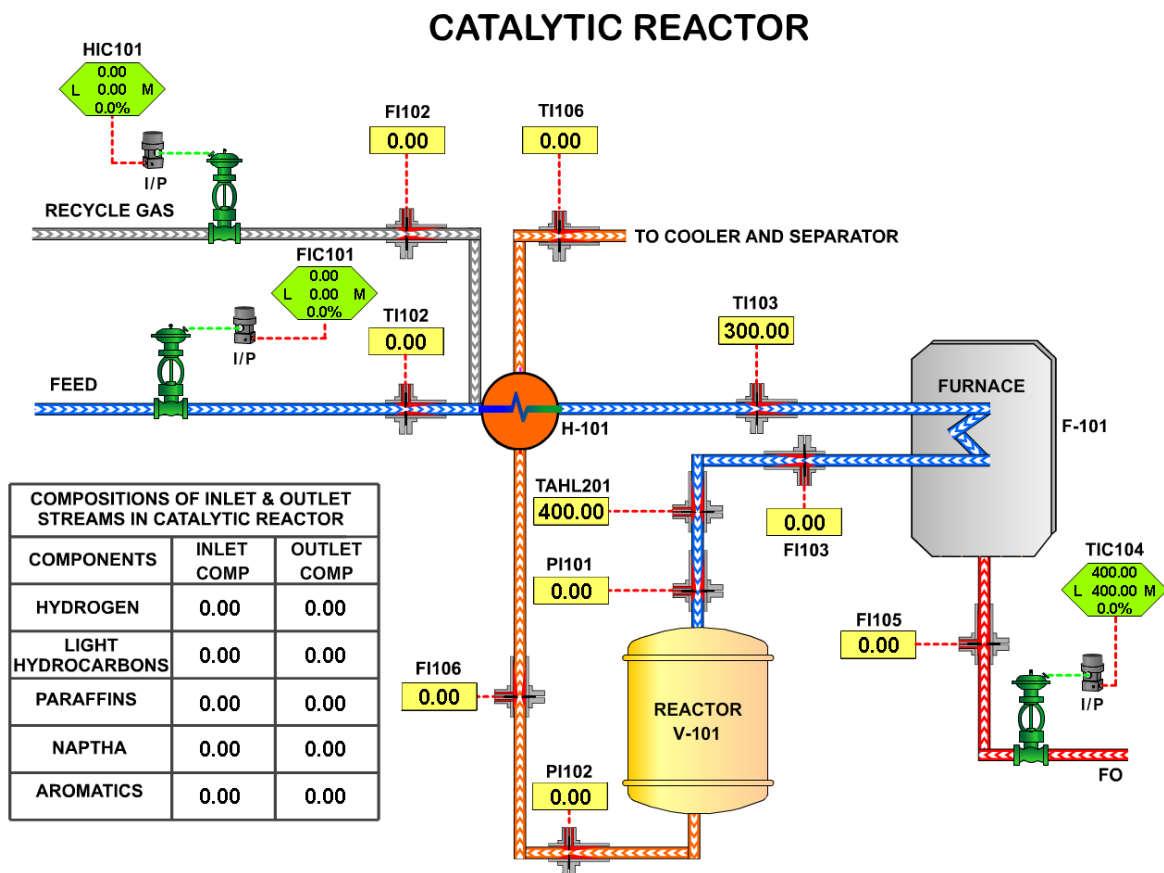 CATALYTIC REACTOR
HIC101
0.00
L 0.00 M
0.0%
I/P
RECYCLE GAS
FI102
0.00
TI106
0.00
TO COOLER AND SEPARATOR
FIC101
0.00
L 0.00 M
0.0%
I/P
TI102
0.00
FEED
H-101
TI103
300.00
FURNACE
F-101
TAHL201
400.00
0.00
FI103
PI101
0.00
TIC104
400.00
L 400.00 M
0.0%
I/P
FI105
0.00
FO
FI106
0.00
REACTOR
V-101
PI102
0.00
COMPOSITIONS OF INLET & OUTLET
STREAMS IN CATALYTIC REACTOR
COMPONENTS INLET COMP OUTLET COMP
HYDROGEN 0.00 0.00
LIGHT HYDROCARBONS 0.00 0.00
PARAFFINS 0.00 0.00
NAPTHA 0.00 0.00
AROMATICS 0.00 0.00